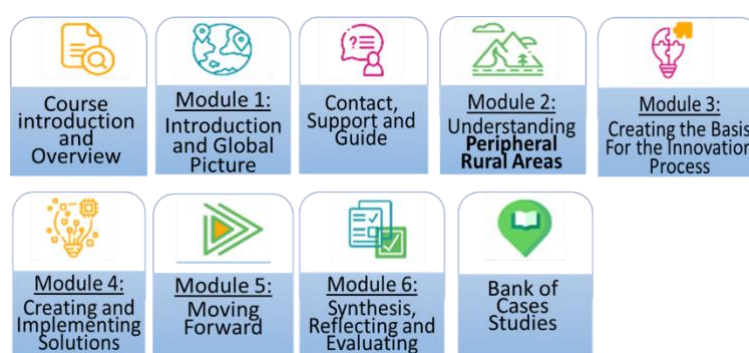 Course
introduction
and
Overview
Module 1:
Introduction
and Global
Picture
Contact,
Support and
Guide
Module 2:
Understanding
Peripheral
Rural Areas
Module 3:
Creating the Basis
For the Innovation
Process
Module 4:
Creating and
Implementing
Solutions
Module 5:
Moving
Forward
Module 6:
Synthesis,
Reflecting and
Evaluating
Bank of
Cases
Studies